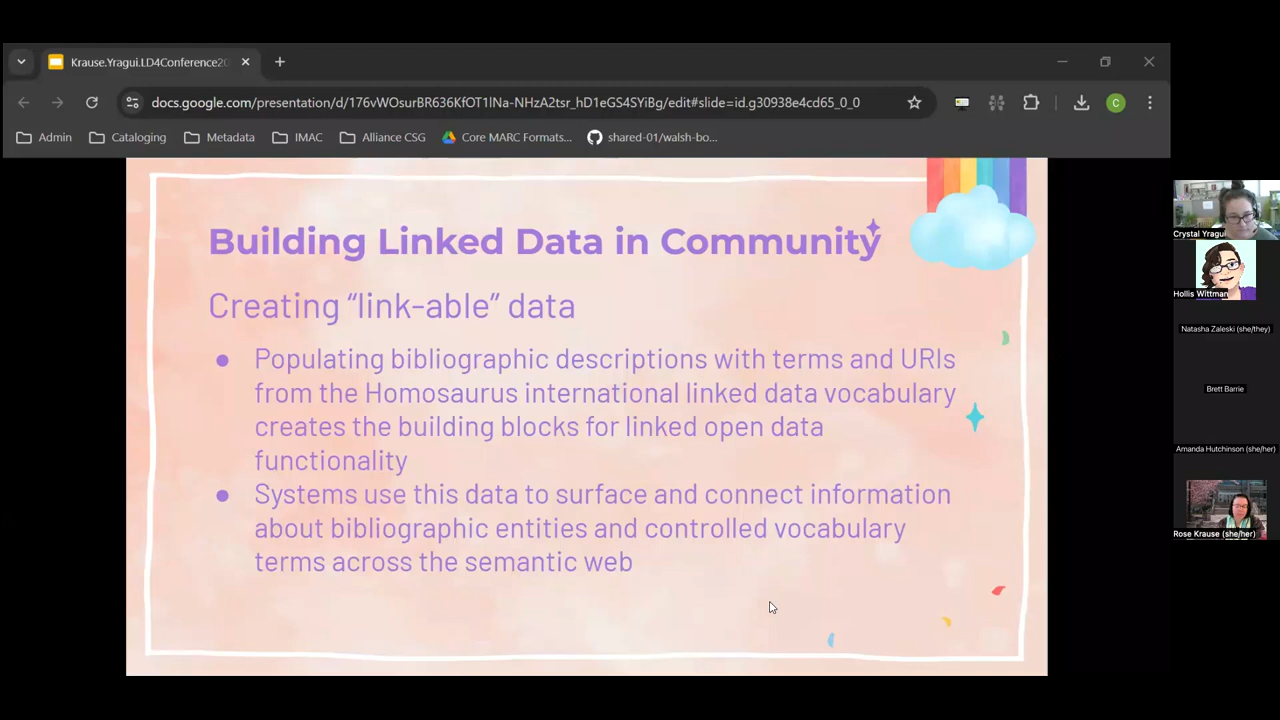 Krause.Yragui.LD4Conference20
docs.google.com/presentation/d/176vWOsurBR636KfOT1lNa-NHzA2tsr_hD1eGS4SYiBg/edit#slide=id.g30938e4cd65_0_0
C
Admin
Cataloging
Metadata
IMAC
Alliance CSG
Core MARC Formats...
shared-01/walsh-bo...
Building Linked Data in Community
Creating “link-able” data
● Populating bibliographic descriptions with terms and URIs
from the Homosaurus international linked data vocabulary
creates the building blocks for linked open data
functionality
● Systems use this data to surface and connect information
about bibliographic entities and controlled vocabulary
terms across the semantic web
Crystal Yragui
Hollis Wittman
Natasha Zaleski (she/they)
Brett Barrie
Amanda Hutchinson (she/her)
Rose Krause (she/her)